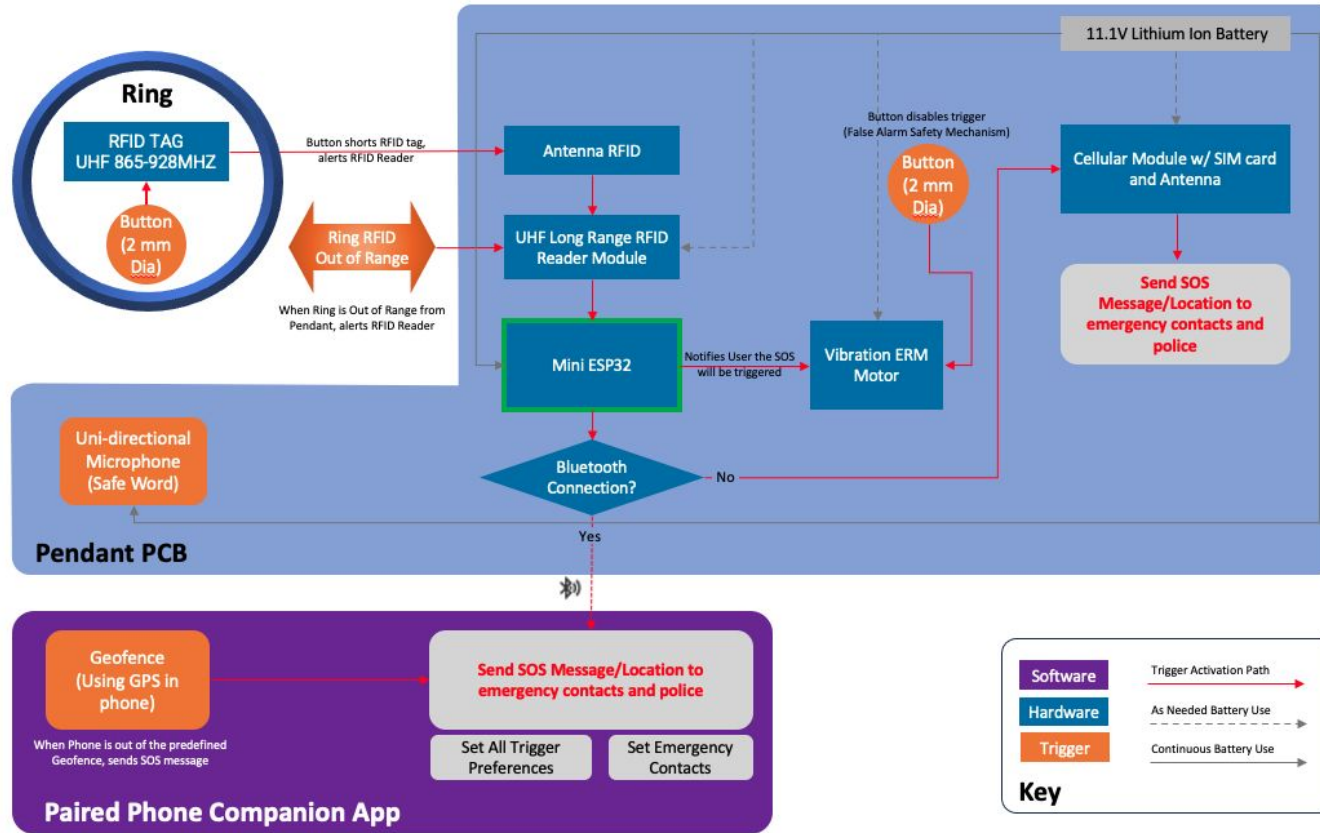 11.1V Lithium Ion Battery
Ring
RFID TAG
UHF 865-928MHZ
Button
(2 mm
Dia)
Button shorts RFID tag,
alerts RFID Reader
Ring RFID
Out of Range
When Ring is Out of Range from
Pendant, alerts RFID Reader
Antenna RFID
UHF Long Range RFID
Reader Module
Mini ESP32
Notifies User the SOS
will be triggered
Button disables trigger
(False Alarm Safety Mechanism)
Button
(2 mm
Dia)
Vibration ERM
Motor
Cellular Module w/ SIM card
and Antenna
Send SOS
Message/Location to
emergency contacts and
police
Uni-directional
Microphone
(Safe Word)
Bluetooth
Connection?
No
Yes
Pendant PCB
Geofence
(Using GPS in
phone)
When Phone is out of the predefined
Geofence, sends SOS message
Send SOS Message/Location to
emergency contacts and police
Set All Trigger
Preferences
Set Emergency
Contacts
Paired Phone Companion App
Software
Trigger Activation Path
Hardware
As Needed Battery Use
Trigger
Continuous Battery Use
Key